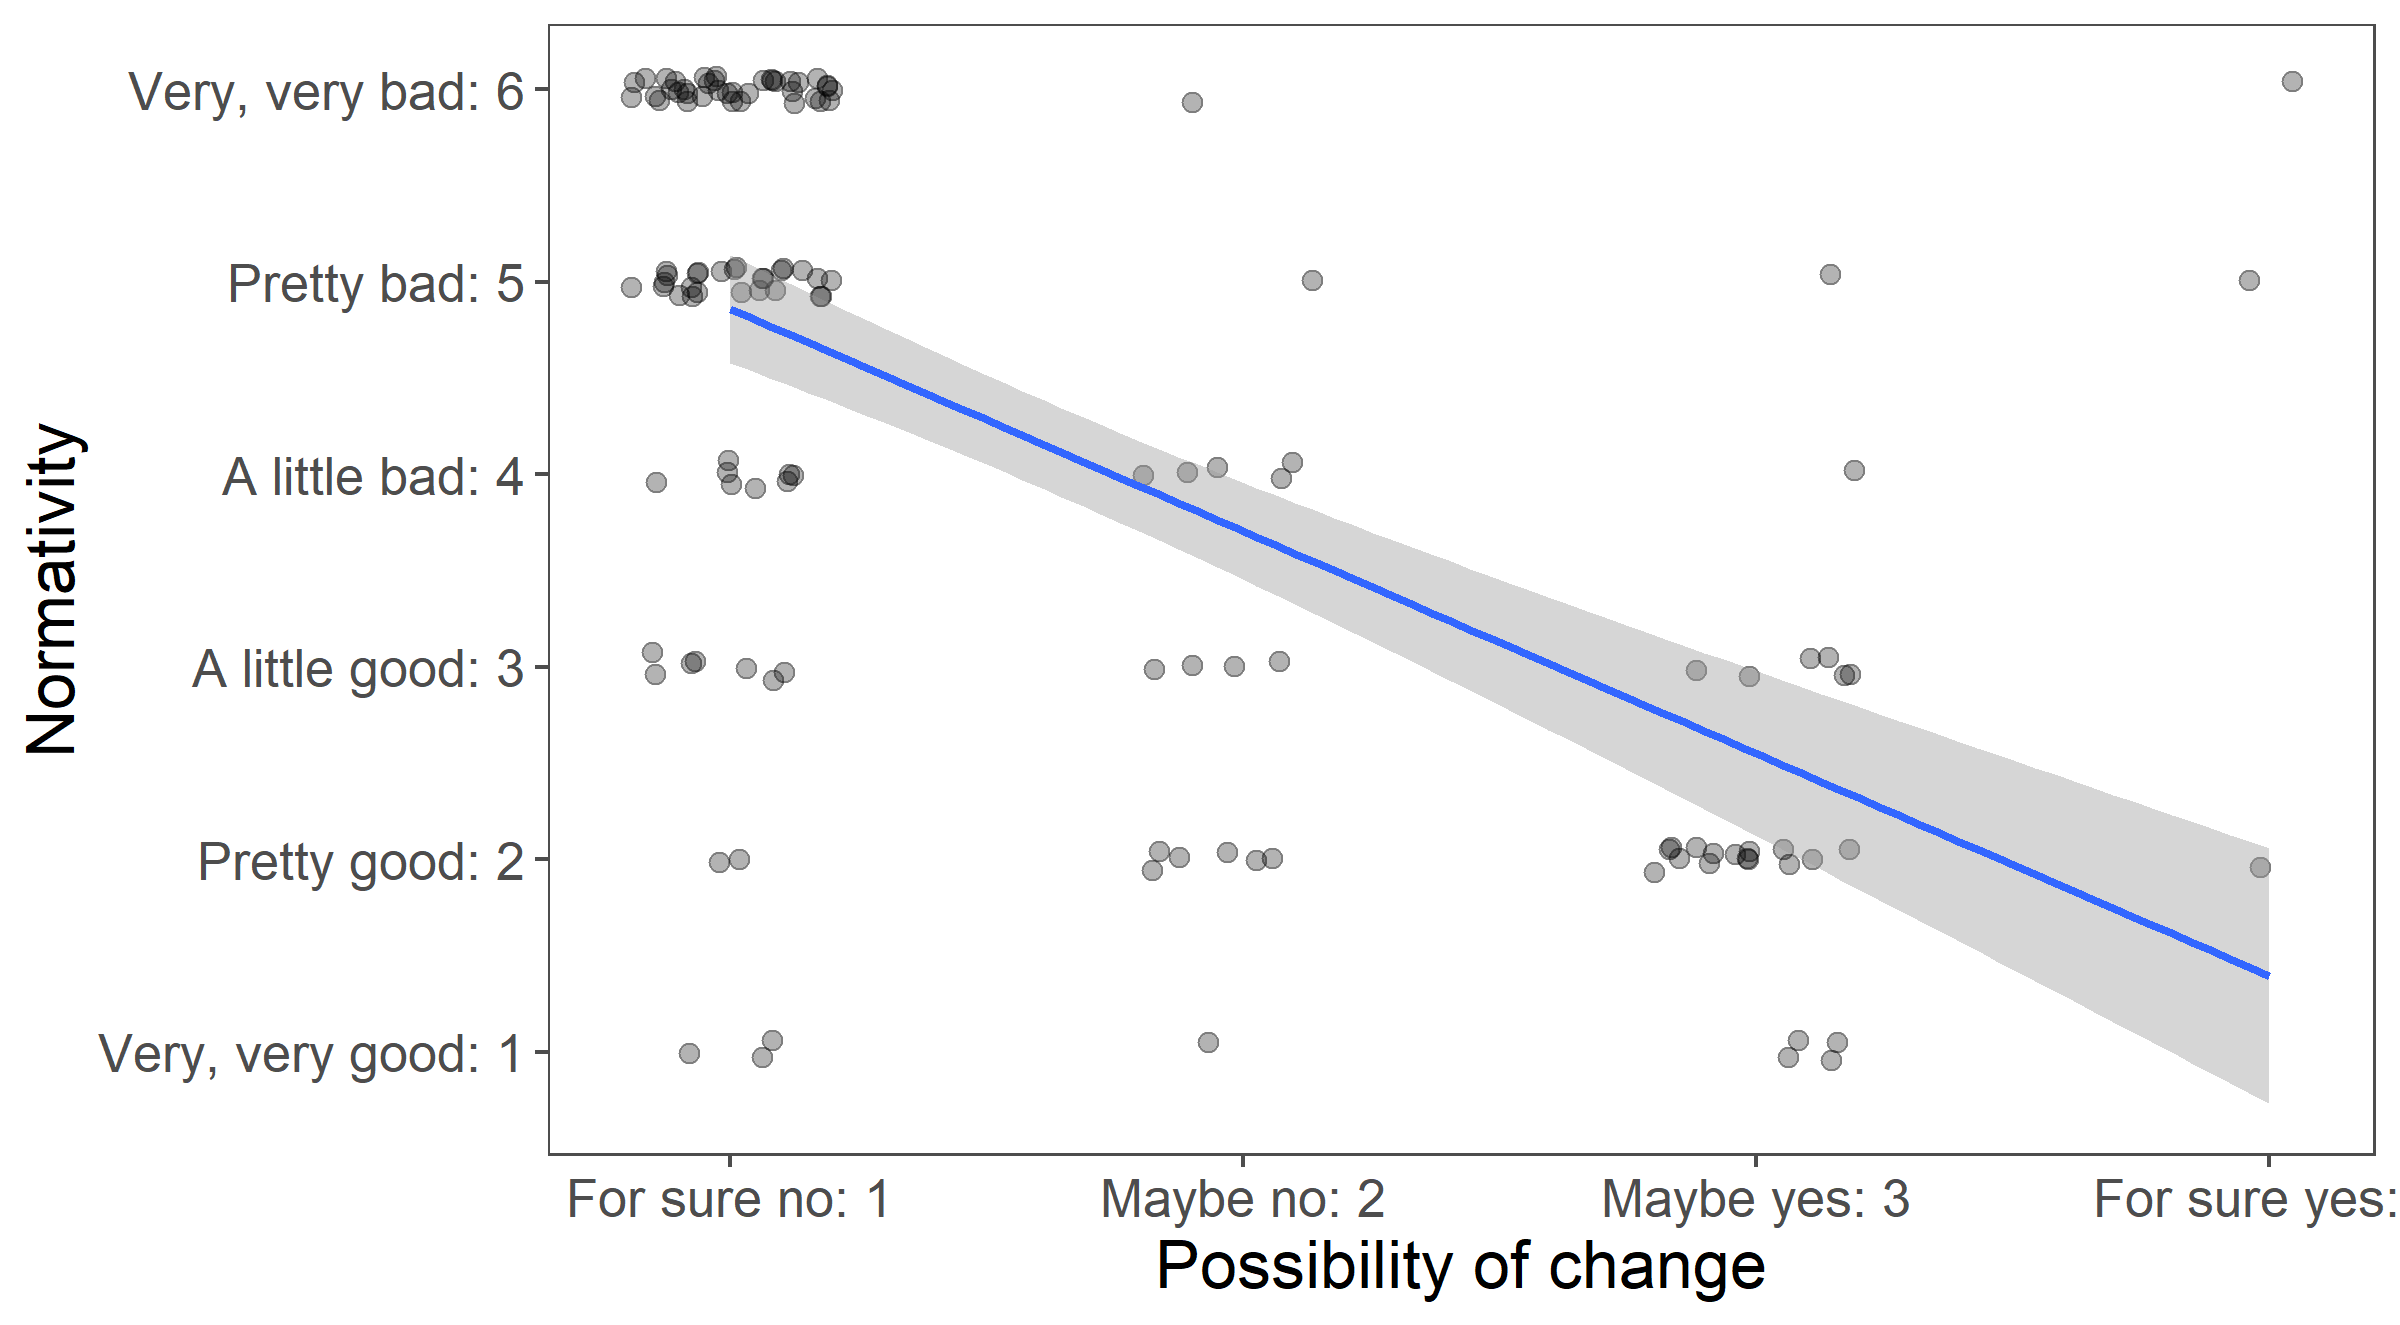 Normativity
Very, very bad: 6
Pretty bad: 5
A little bad: 4
A little good: 3
Pretty good: 2
Very, very good: 1
For sure no: 1
Maybe no: 2
Maybe yes: 3
For sure yes:
Possibility of change